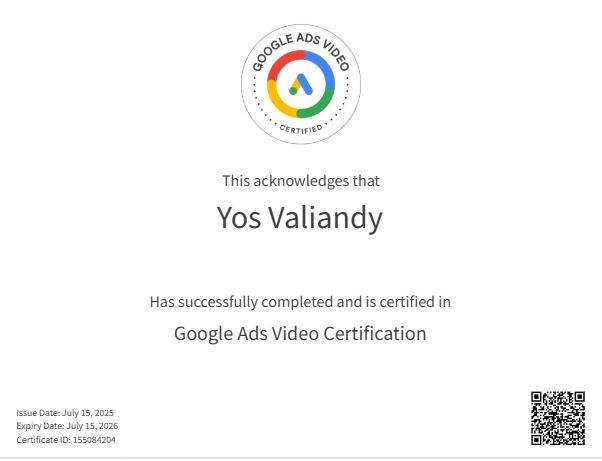 GOOGLE ADS VIDEO
CERTIFIED
This acknowledges that
Yos Valiandy
Has successfully completed and is certified in
Google Ads Video Certification
Issue Date: July 15, 2025
Expiry Date: July 15, 2026
Certificate ID: 155084204